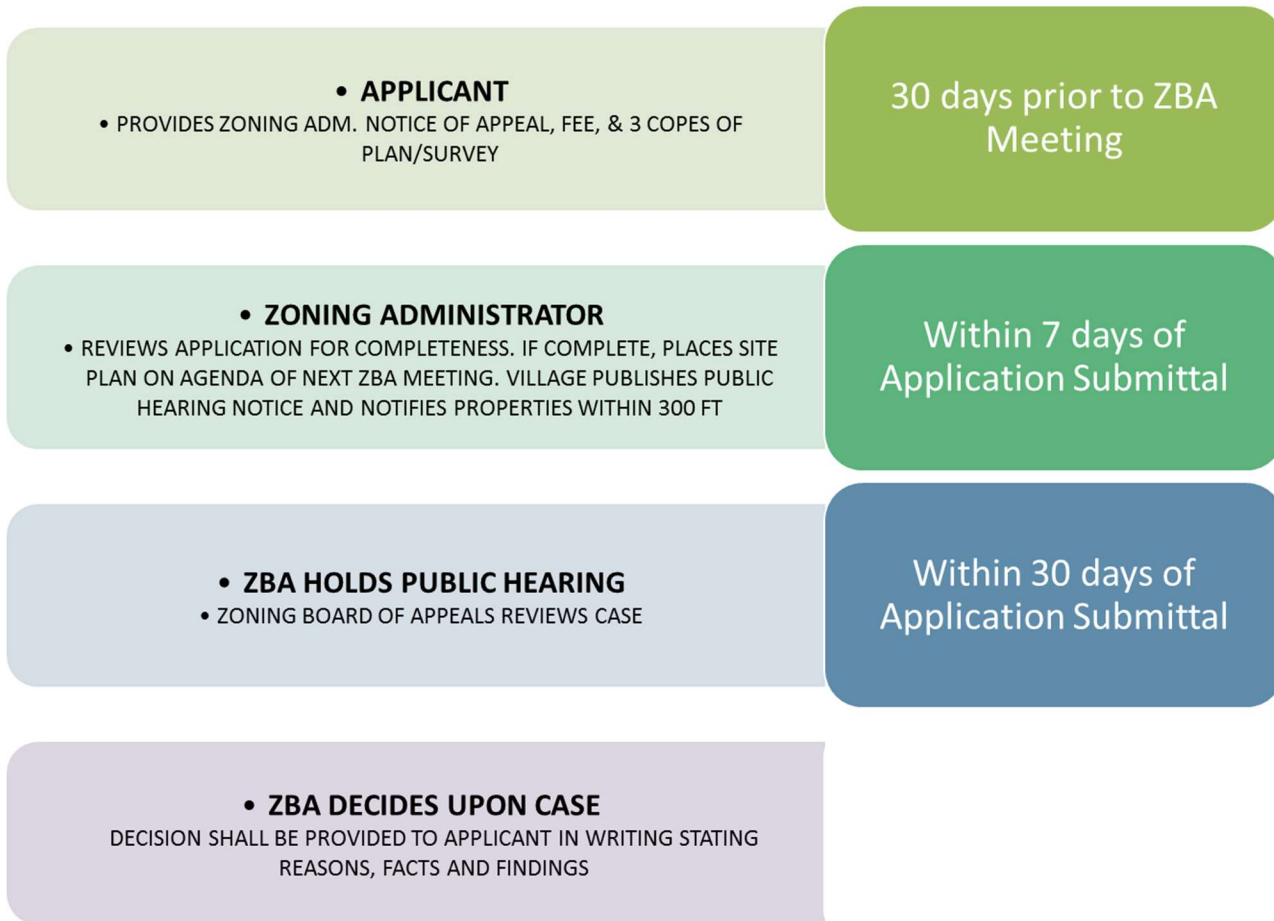 • APPLICANT
• PROVIDES ZONING ADM. NOTICE OF APPEAL, FEE, & 3 COPES OF
PLAN/SURVEY
30 days prior to ZBA
Meeting
• ZONING ADMINISTRATOR
• REVIEWS APPLICATION FOR COMPLETENESS. IF COMPLETE, PLACES SITE
PLAN ON AGENDA OF NEXT ZBA MEETING. VILLAGE PUBLISHES PUBLIC
HEARING NOTICE AND NOTIFIES PROPERTIES WITHIN 300 FT
Within 7 days of
Application Submittal
• ZBA HOLDS PUBLIC HEARING
• ZONING BOARD OF APPEALS REVIEWS CASE
Within 30 days of
Application Submittal
• ZBA DECIDES UPON CASE
DECISION SHALL BE PROVIDED TO APPLICANT IN WRITING STATING
REASONS, FACTS AND FINDINGS